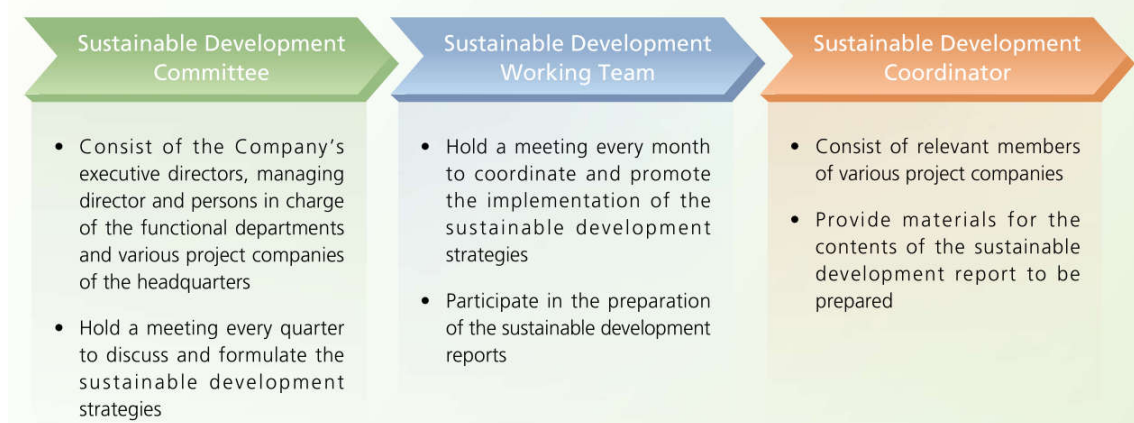 Sustainable Development
Committee
• Consist of the Company's
executive directors, managing
director and persons in charge
of the functional departments
and various project companies
of the headquarters
• Hold a meeting every quarter
to discuss and formulate the
sustainable development
strategies
Sustainable Development
Working Team
• Hold a meeting every month
to coordinate and promote
the implementation of the
sustainable development
strategies
• Participate in the preparation
of the sustainable development
reports
Sustainable Development
Coordinator
• Consist of relevant members
of various project companies
• Provide materials for the
contents of the sustainable
development report to be
prepared